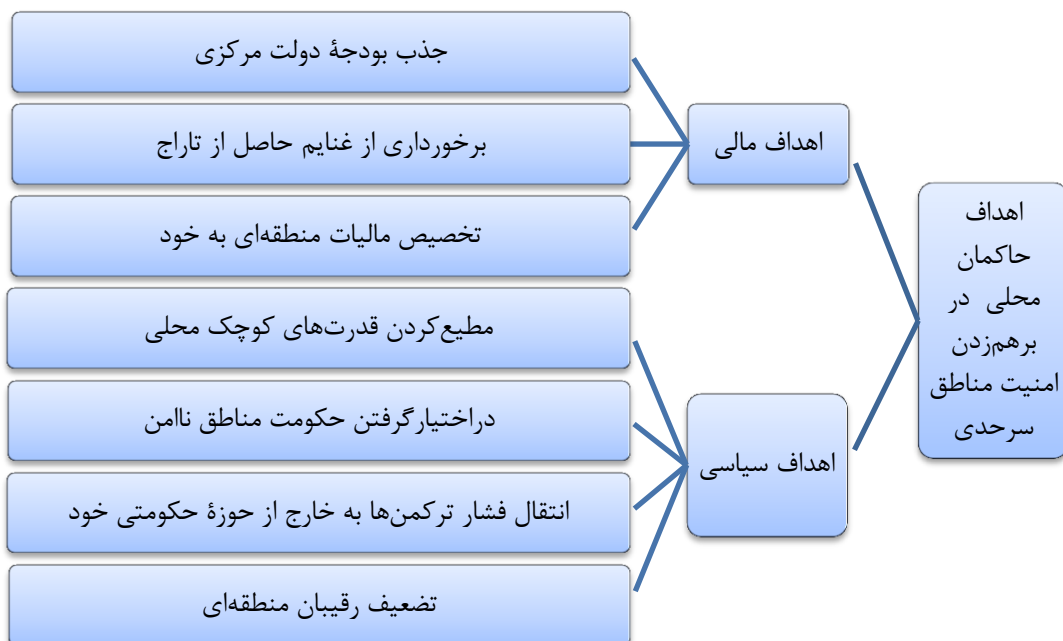 اهداف
حاکمان
محلی در
برهم‌زدن
امنیت مناطق
سرحدی
اهداف مالی
جذب بودجهٔ دولت مرکزی
برخورداری از غنایم حاصل از تاراج
تخصیص مالیات منطقه‌ای به خود
اهداف سیاسی
مطیع‌کردن قدرت‌های کوچک محلی
دراختیارگرفتن حکومت مناطق ناامن
انتقال فشار ترکمن‌ها به خارج از حوزهٔ حکومتی خود
تضعیف رقیبان منطقه‌ای